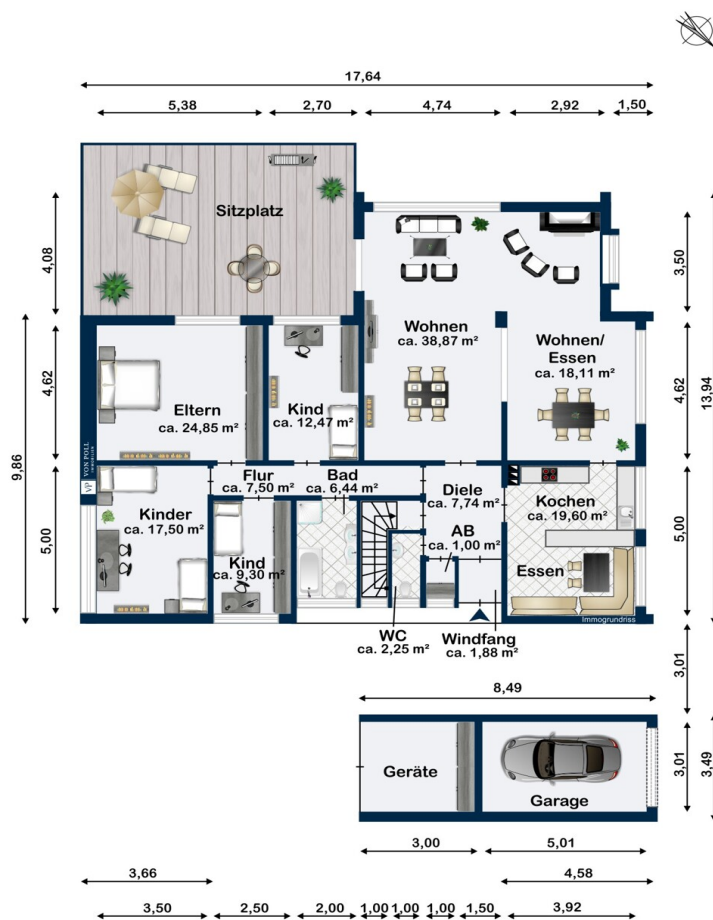 17,64
5,38
2,70
4,74
2,92
1,50
Sitzplatz
4,08
3,50
Wohnen
ca. 38,87 m²
Wohnen/
Essen
ca. 18,11 m²
4,62
4,62
13,94
9,86
Eltern
ca. 24,85 m²
Kind
ca. 12,47 m²
VON POLL
IMMOBILIEN
VP
Flur
ca. 7,50 m²
Bad
ca. 6,44 m²
Diele
ca. 7,74 m²
Kochen
ca. 19,60 m²
Kinder
ca. 17,50 m²
5,00
5,00
AB
ca. 1,00 m²
Kind
ca. 9,30 m²
Essen
Immogrundriss
WC
ca. 2,25 m²
Windfang
ca. 1,88 m²
3,01
8,49
Geräte
Garage
3,01
3,49
3,00
5,01
3,66
4,58
3,50
2,50
2,00
1,00
1,00
1,00
1,50
3,92